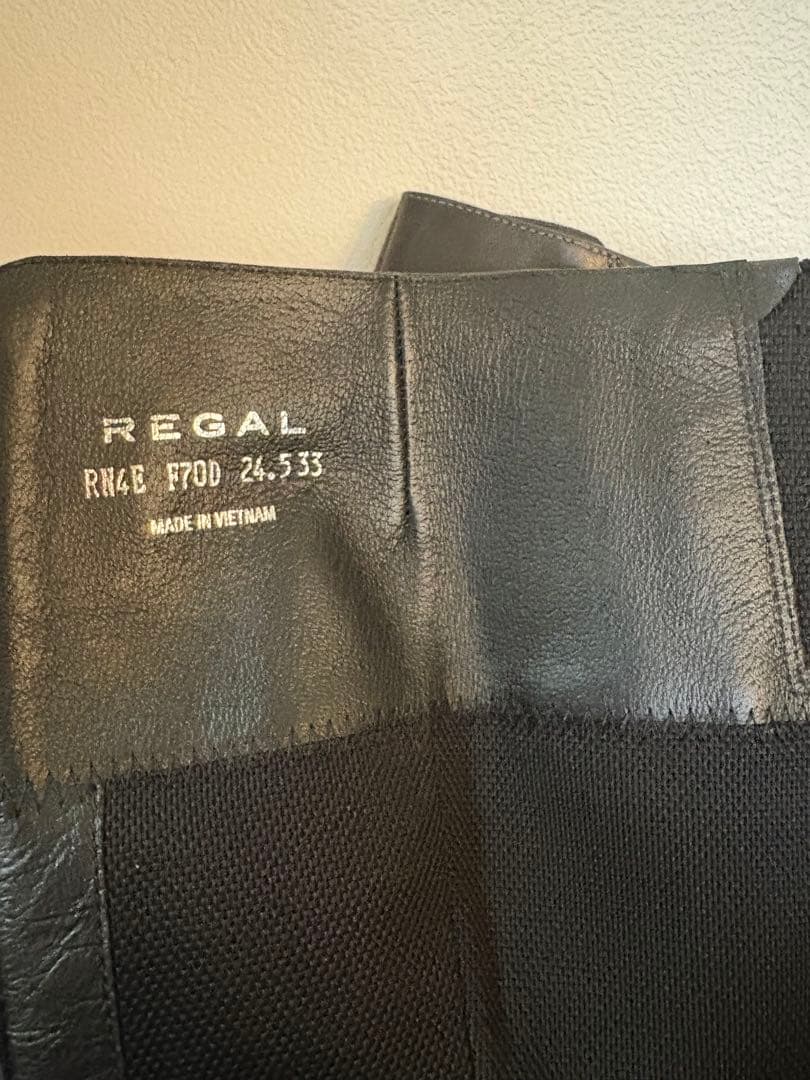 REGAL
RN4E F70D 24.5 33
MADE IN VIETNAM